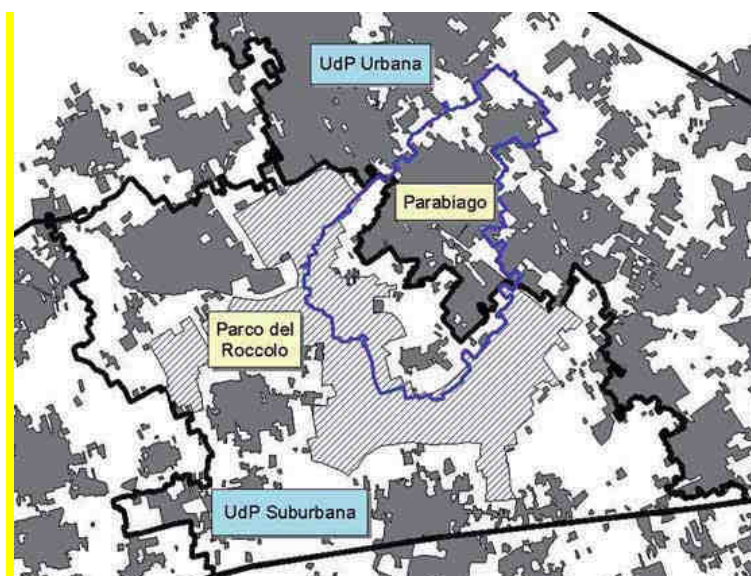 UdP Urbana
Parabiago
Parco del
Roccolo
UdP Suburbana